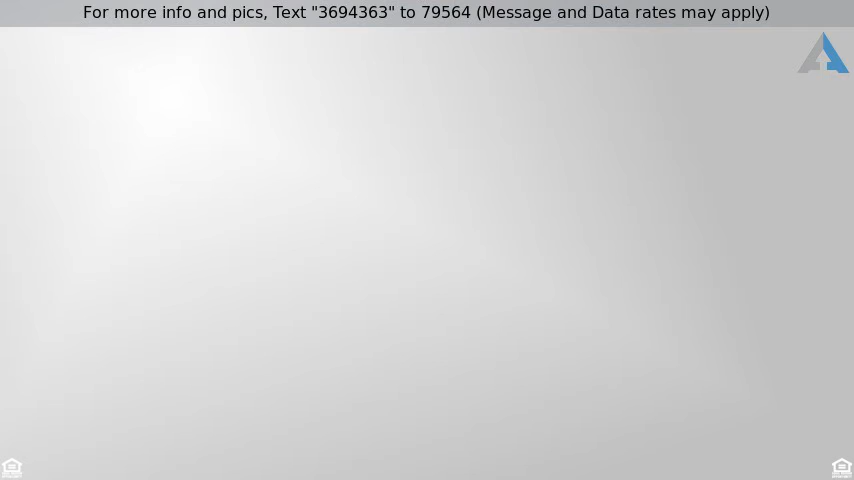 For more info and pics, Text "3694363" to 79564 (Message and Data rates may apply)